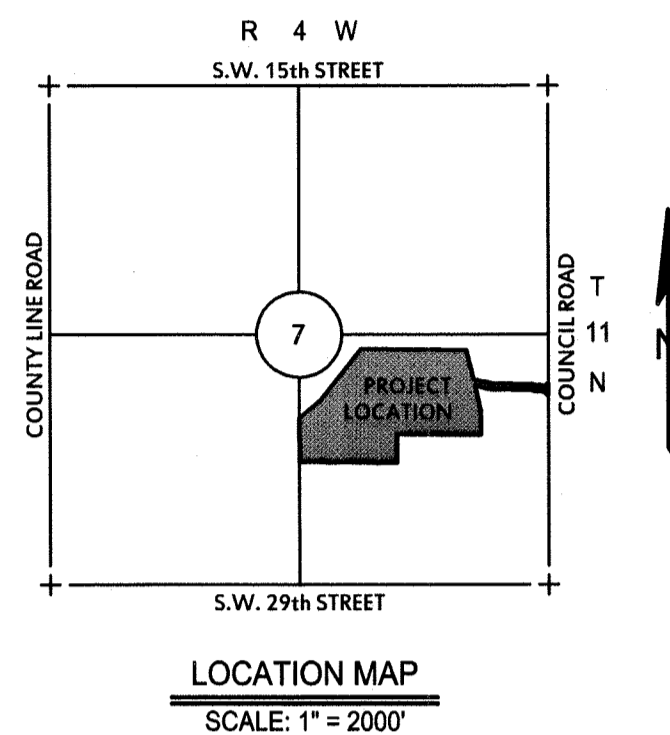 R 4 W
S.W. 15th STREET
COUNTY LINE ROAD
COUNCIL ROAD
T
11
N
7
PROJECT
LOCATION
N
S.W. 29th STREET
LOCATION MAP
SCALE: 1" = 2000'